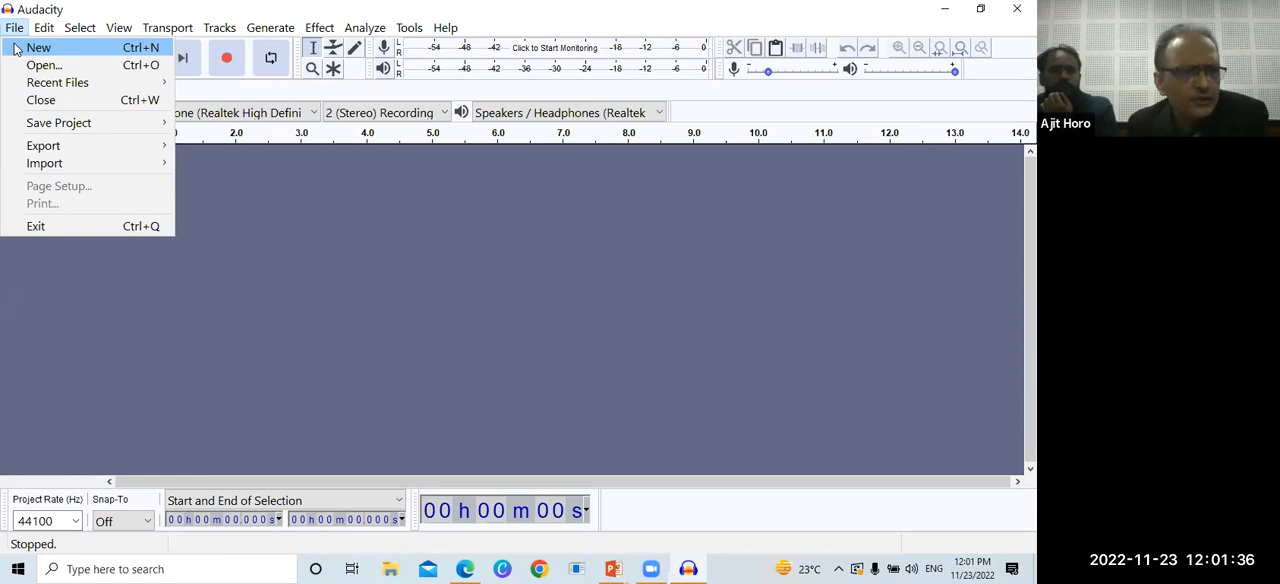 Audacity
File Edit Select View Transport Tracks Generate Effect Analyze Tools Help
New Ctrl+N
Open... Ctrl+O
Recent Files
Close Ctrl+W
Save Project
Export
Import
Page Setup...
Print...
Exit Ctrl+Q
L R -54 -48 -42 Click to Start Monitoring -18 -12 -6 0
L R -54 -48 -42 -36 -30 -24 -18 -12 -6 0
one (Realtek High Defini 2 (Stereo) Recording Speakers / Headphones (Realtek
0 2.0 3.0 4.0 5.0 6.0 7.0 8.0 9.0 10.0 11.0 12.0 13.0 14.0
Ajit Horo
Project Rate (Hz) Snap-To Start and End of Selection
44100 Off 00h00m00.000s 00h00m00.000s
00h00m00s
Stopped.
Type here to search
23°C ENG 12:01 PM
11/23/2022
2022-11-23 12:01:36